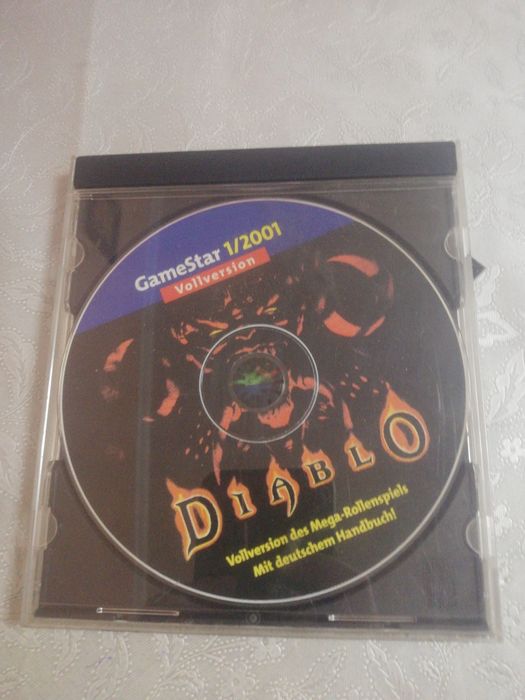 GameStar 1/2001
Vollversion
DIABLO
Vollversion des Mega-Rollenspiels
Mit deutschem Handbuch!